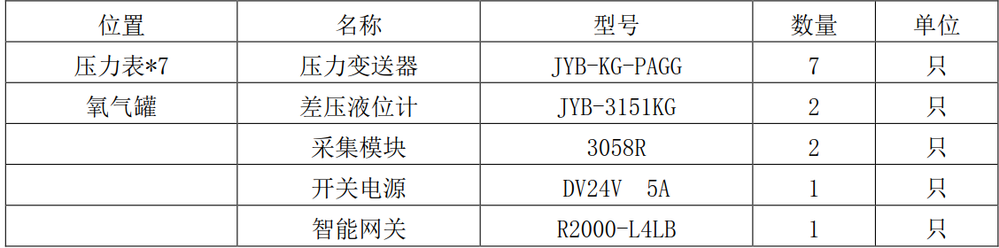 位置 名称 型号 数量 单位
压力表*7 压力变送器 JYB-KG-PAGG 7 只
氧气罐 差压液位计 JYB-3151KG 2 只
采集模块 3058R 2 只
开关电源 DV24V 5A 1 只
智能网关 R2000-L4LB 1 只